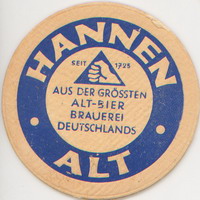 HANNEN
SEIT 1725
AUS DER GRÖSSTEN
ALT-BIER
BRAUEREI
DEUTSCHLANDS
ALT